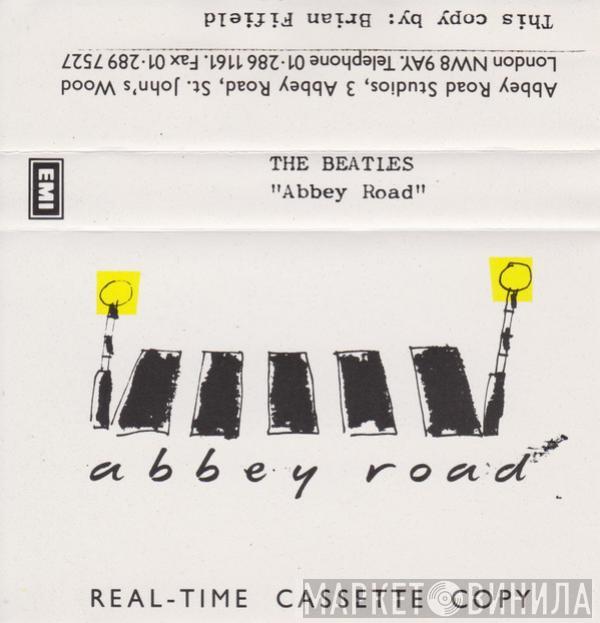 This copy by: Brian Fifield
London NW8 9AY. Telephone 01·286 1161. Fax 01·289 7527
Abbey Road Studios, 3 Abbey Road, St. John's Wood
EMI
THE BEATLES
"Abbey Road"
abbey road
REAL-TIME CASSETTE COPY
МАРКЕТ ВИНИЛА